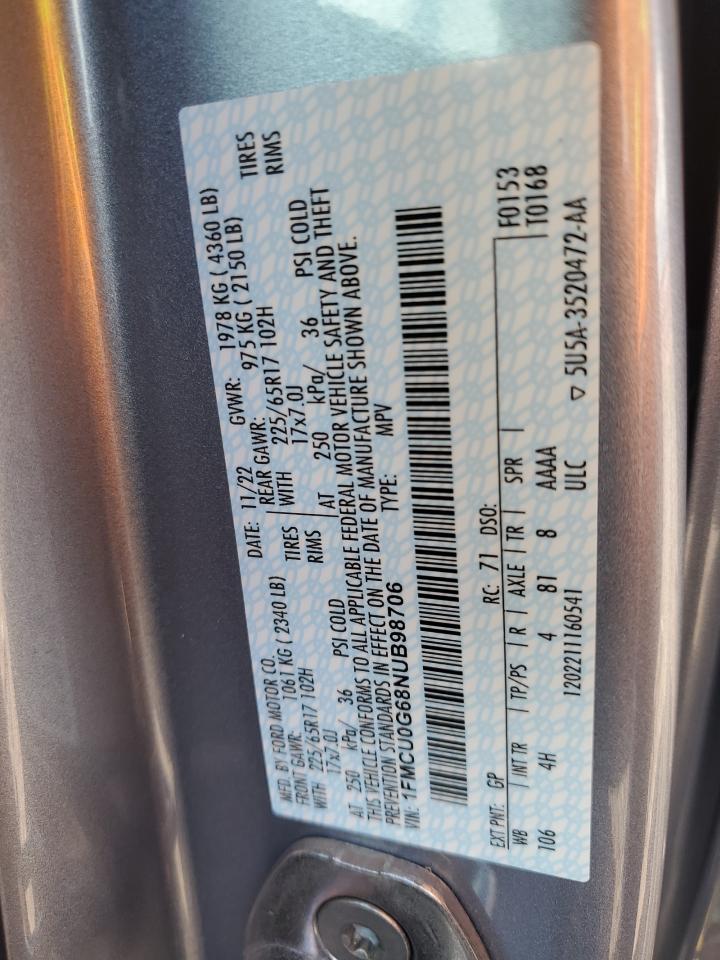 MFD. BY FORD MOTOR CO.
DATE: 11/22 GVWR: 1978 KG ( 4360 LB)
FRONT GAWR: 1061 KG ( 2340 LB) REAR GAWR: 975 KG ( 2150 LB)
WITH 225/65R17 102H TIRES WITH 225/65R17 102H TIRES
17x7.0J RIMS 17x7.0J RIMS
AT 250 kPa/ 36 PSI COLD AT 250 kPa/ 36 PSI COLD
THIS VEHICLE CONFORMS TO ALL APPLICABLE FEDERAL MOTOR VEHICLE SAFETY AND THEFT
PREVENTION STANDARDS IN EFFECT ON THE DATE OF MANUFACTURE SHOWN ABOVE.
VIN: 1FMCU0G68NUB98706 TYPE: MPV
EXT PNT: GP RC: 71 DSO: F0153
WB INT TR TP/PS R AXLE TR SPR T0168
106 4H 4 81 8 AAAA
12022111160541 ULC ▽ 5U5A-3520472-AA